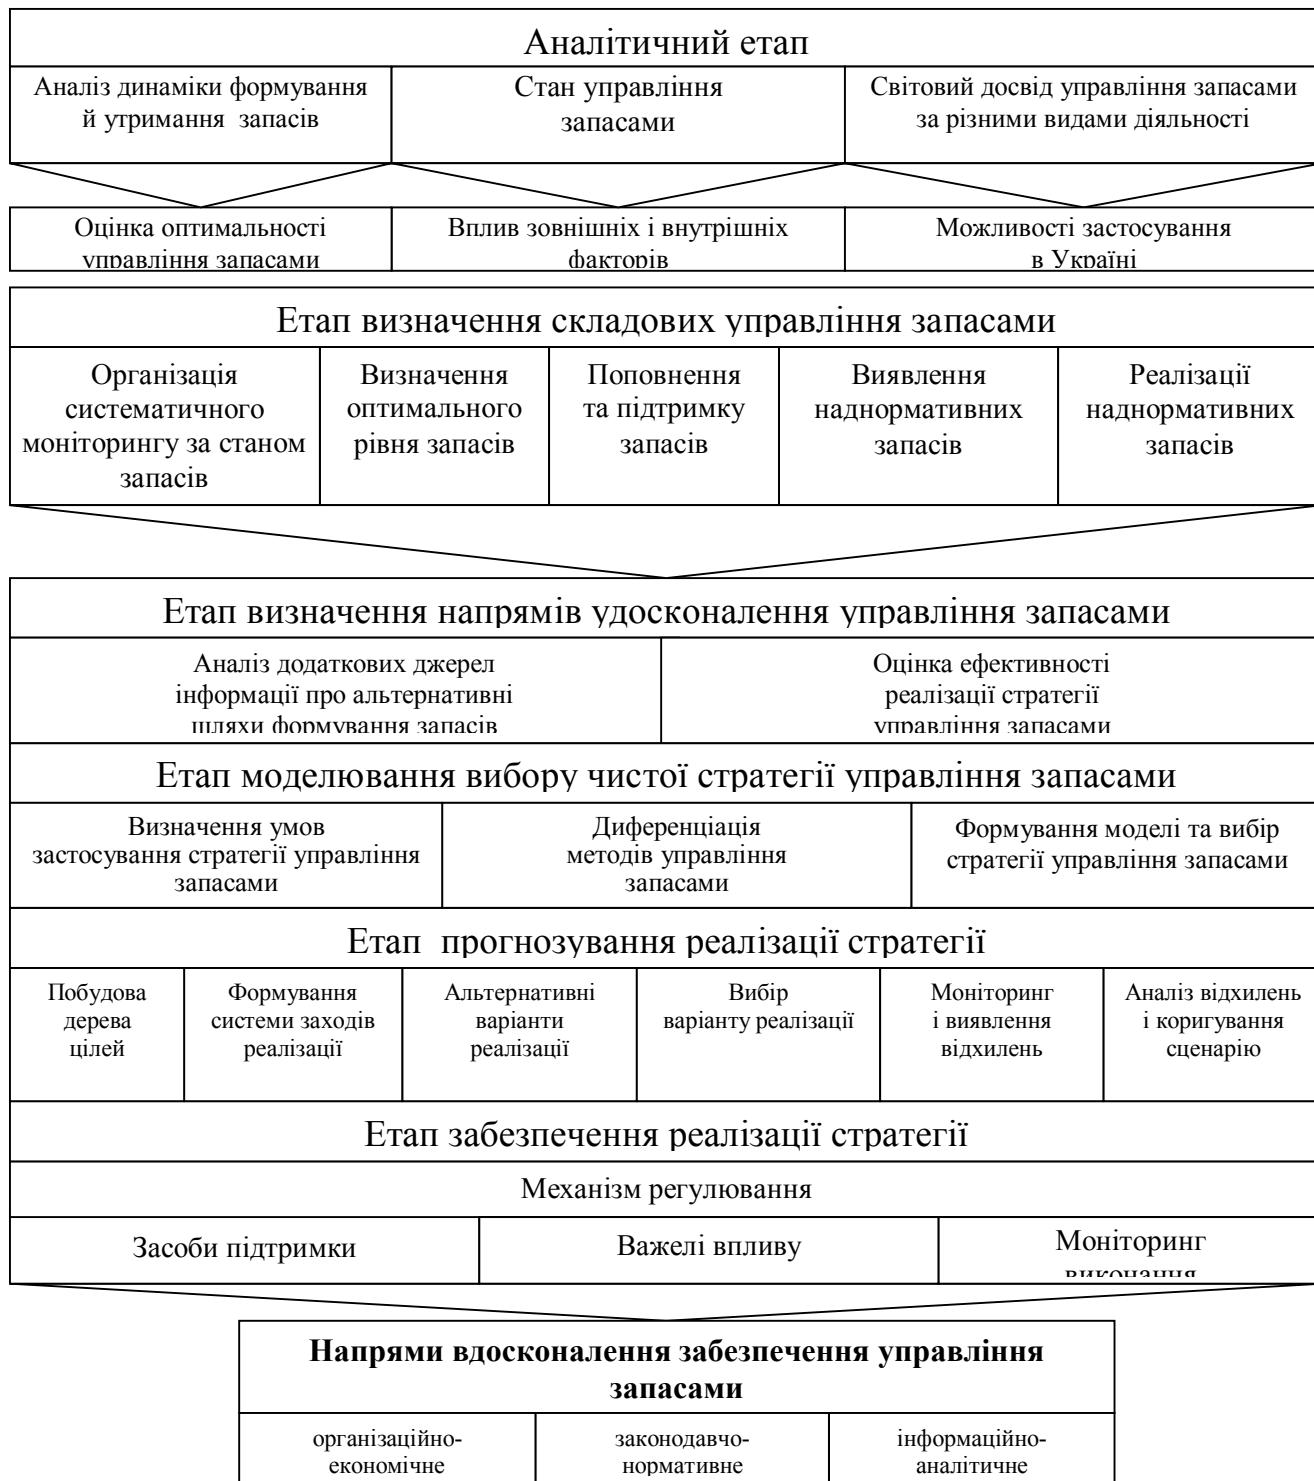 Аналітичний етап
Аналіз динаміки формування
й утримання запасів
Стан управління
запасами
Світовий досвід управління запасами
за різними видами діяльності
Оцінка оптимальності
управління запасами
Вплив зовнішніх і внутрішніх
факторів
Можливості застосування
в Україні
Етап визначення складових управління запасами
Організація
систематичного
моніторингу за станом
запасів
Визначення
оптимального
рівня запасів
Поповнення
та підтримку
запасів
Виявлення
наднормативних
запасів
Реалізації
наднормативних
запасів
Етап визначення напрямів удосконалення управління запасами
Аналіз додаткових джерел
інформації про альтернативні
шляхи формування запасів
Оцінка ефективності
реалізації стратегії
управління запасами
Етап моделювання вибору чистої стратегії управління запасами
Визначення умов
застосування стратегії управління
запасами
Диференціація
методів управління
запасами
Формування моделі та вибір
стратегії управління запасами
Етап прогнозування реалізації стратегії
Побудова
дерева
цілей
Формування
системи заходів
реалізації
Альтернативні
варіанти
реалізації
Вибір
варіанту реалізації
Моніторинг
і виявлення
відхилень
Аналіз відхилень
і коригування
сценарію
Етап забезпечення реалізації стратегії
Механізм регулювання
Засоби підтримки
Важелі впливу
Моніторинг
виконання
Напрями вдосконалення забезпечення управління
запасами
організаційно-
економічне
законодавчо-
нормативне
інформаційно-
аналітичне